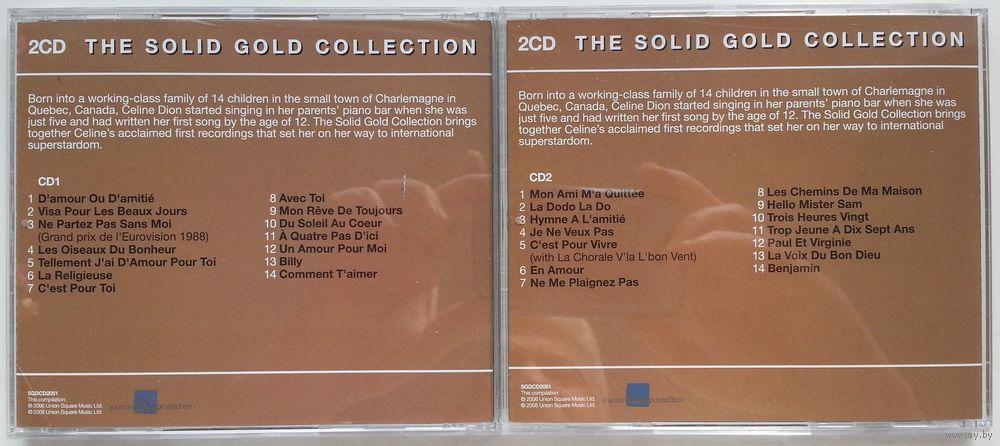 2CD THE SOLID GOLD COLLECTION
Born into a working-class family of 14 children in the small town of Charlemagne in
Quebec, Canada, Celine Dion started singing in her parents' piano bar when she was
just five and had written her first song by the age of 12. The Solid Gold Collection brings
together Celine's acclaimed first recordings that set her on her way to international
superstardom.
CD1
1 D'amour Ou D'amitié
2 Visa Pour Les Beaux Jours
3 Ne Partez Pas Sans Moi
(Grand prix de l'Eurovision 1988)
4 Les Oiseaux Du Bonheur
5 Tellement J'ai D'Amour Pour Toi
6 La Religieuse
7 C'est Pour Toi
8 Avec Toi
9 Mon Rêve De Toujours
10 Du Soleil Au Coeur
11 À Quatre Pas D'ici
12 Un Amour Pour Moi
13 Billy
14 Comment T'aimer
SGDCD2051
This compilation:
℗ 2006 Union Square Music Ltd.
© 2006 Union Square Music Ltd.
a union production
2CD THE SOLID GOLD COLLECTION
Born into a working-class family of 14 children in the small town of Charlemagne in
Quebec, Canada, Celine Dion started singing in her parents' piano bar when she was
just five and had written her first song by the age of 12. The Solid Gold Collection brings
together Celine's acclaimed first recordings that set her on her way to international
superstardom.
CD2
1 Mon Ami M'a Quittée
2 La Dodo La Do
3 Hymne A L'amitié
4 Je Ne Veux Pas
5 C'est Pour Vivre
(with La Chorale V'la L'bon Vent)
6 En Amour
7 Ne Me Plaignez Pas
8 Les Chemins De Ma Maison
9 Hello Mister Sam
10 Trois Heures Vingt
11 Trop Jeune A Dix Sept Ans
12 Paul Et Virginie
13 La Voix Du Bon Dieu
14 Benjamin
SGDCD2051
This compilation:
℗ 2006 Union Square Music Ltd.
© 2006 Union Square Music Ltd.
a union production
www.ay.by